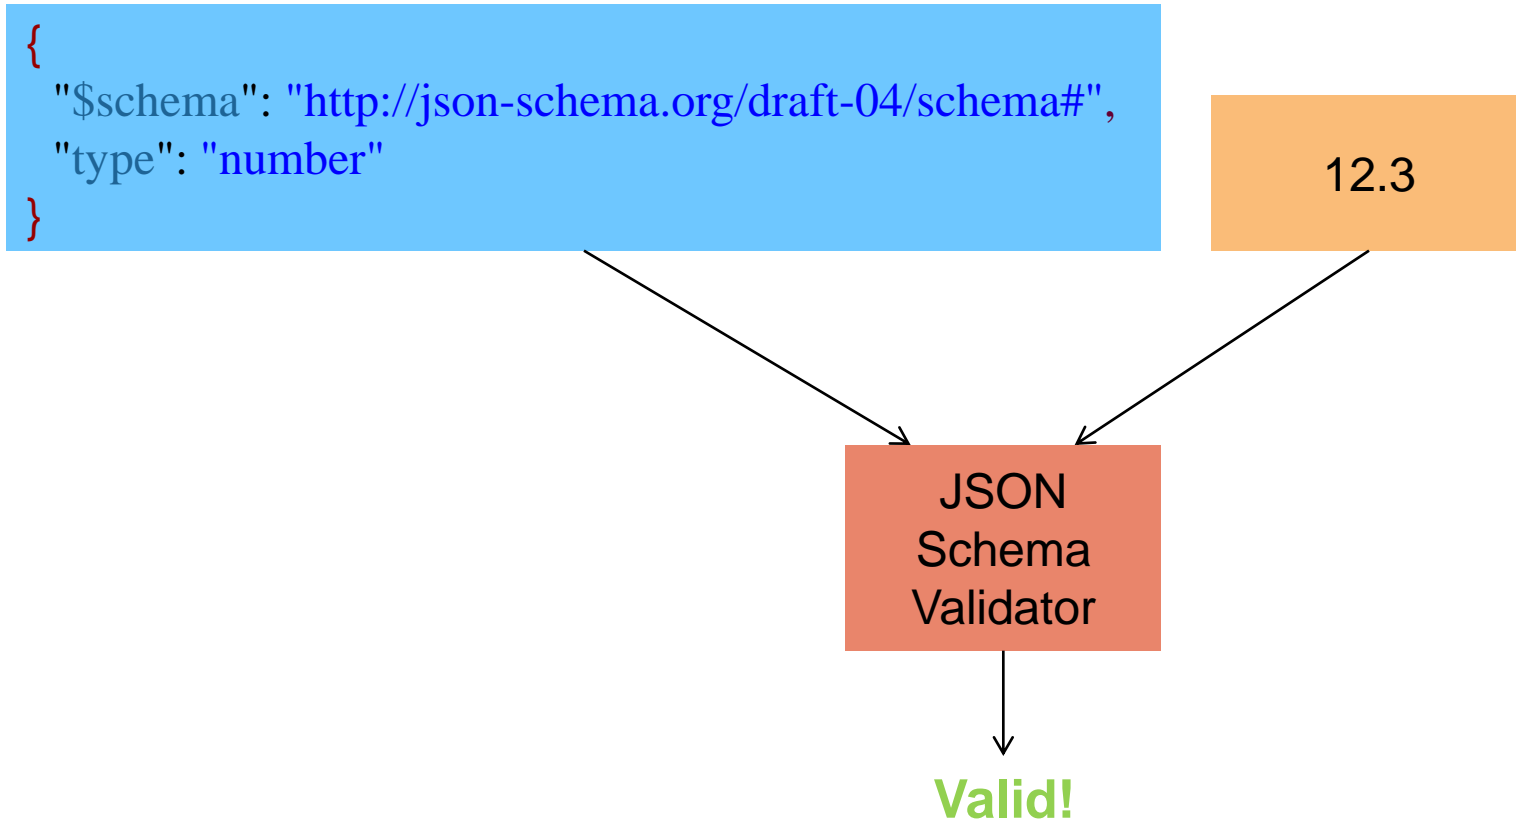 {
"$schema": "http://json-schema.org/draft-04/schema#",
"type": "number"
}
12.3
JSON
Schema
Validator
Valid!